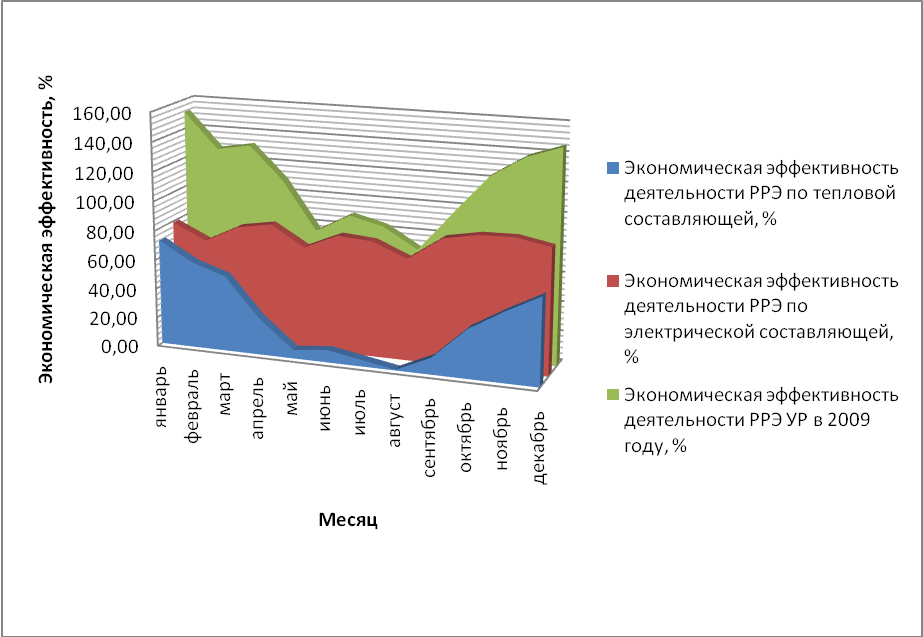 Экономическая эффективность, %
160,00
140,00
120,00
100,00
80,00
60,00
40,00
20,00
0,00
январь
февраль
март
апрель
май
июнь
июль
август
сентябрь
октябрь
ноябрь
декабрь
Месяц
Экономическая эффективность
деятельности РРЭ по тепловой
составляющей, %
Экономическая эффективность
деятельности РРЭ по
электрической составляющей,
%
Экономическая эффективность
деятельности РРЭ УР в 2009
году, %